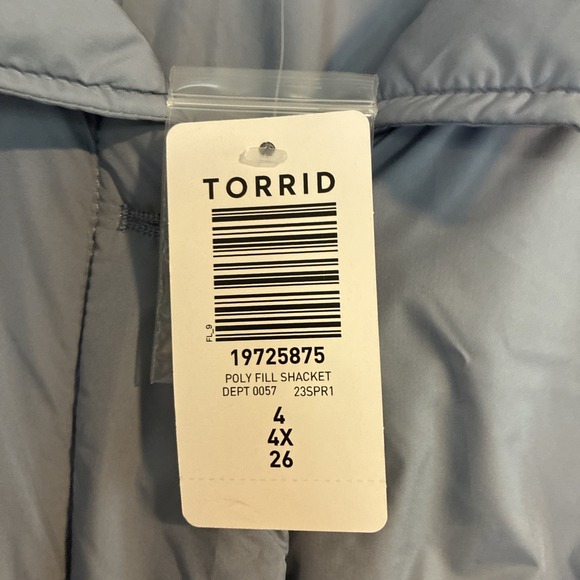 TORRID
FL_9
19725875
POLY FILL SHACKET
DEPT 0057 23SPR1
4
4X
26